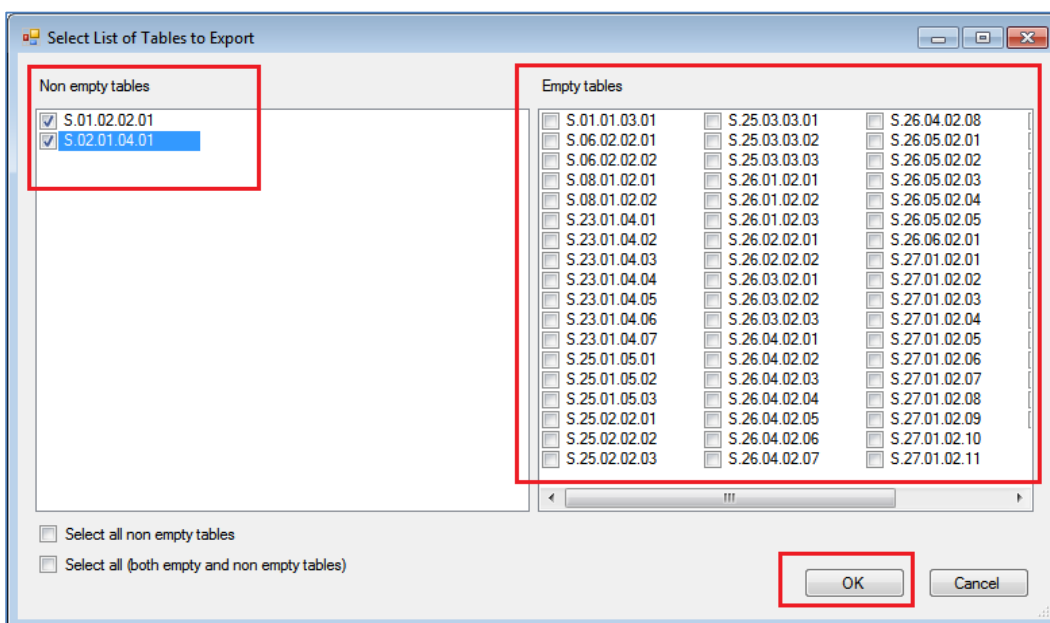 Select List of Tables to Export
Non empty tables
S.01.02.02.01
S.02.01.04.01
Empty tables
S.01.01.03.01
S.06.02.02.01
S.06.02.02.02
S.08.01.02.01
S.08.01.02.02
S.23.01.04.01
S.23.01.04.02
S.23.01.04.03
S.23.01.04.04
S.23.01.04.05
S.23.01.04.06
S.23.01.04.07
S.25.01.05.01
S.25.01.05.02
S.25.01.05.03
S.25.02.02.01
S.25.02.02.02
S.25.02.02.03
S.25.03.03.01
S.25.03.03.02
S.25.03.03.03
S.26.01.02.01
S.26.01.02.02
S.26.01.02.03
S.26.02.02.01
S.26.02.02.02
S.26.03.02.01
S.26.03.02.02
S.26.03.02.03
S.26.04.02.01
S.26.04.02.02
S.26.04.02.03
S.26.04.02.04
S.26.04.02.05
S.26.04.02.06
S.26.04.02.07
S.26.04.02.08
S.26.05.02.01
S.26.05.02.02
S.26.05.02.03
S.26.05.02.04
S.26.05.02.05
S.26.06.02.01
S.27.01.02.01
S.27.01.02.02
S.27.01.02.03
S.27.01.02.04
S.27.01.02.05
S.27.01.02.06
S.27.01.02.07
S.27.01.02.08
S.27.01.02.09
S.27.01.02.10
S.27.01.02.11
Select all non empty tables
Select all (both empty and non empty tables)
OK
Cancel